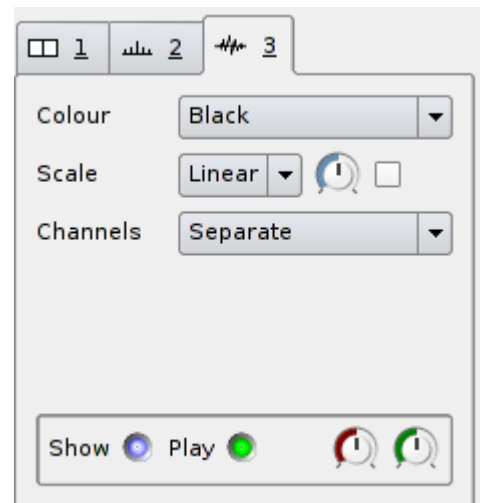 1 2 3
Colour Black
Scale Linear
Channels Separate
Show Play